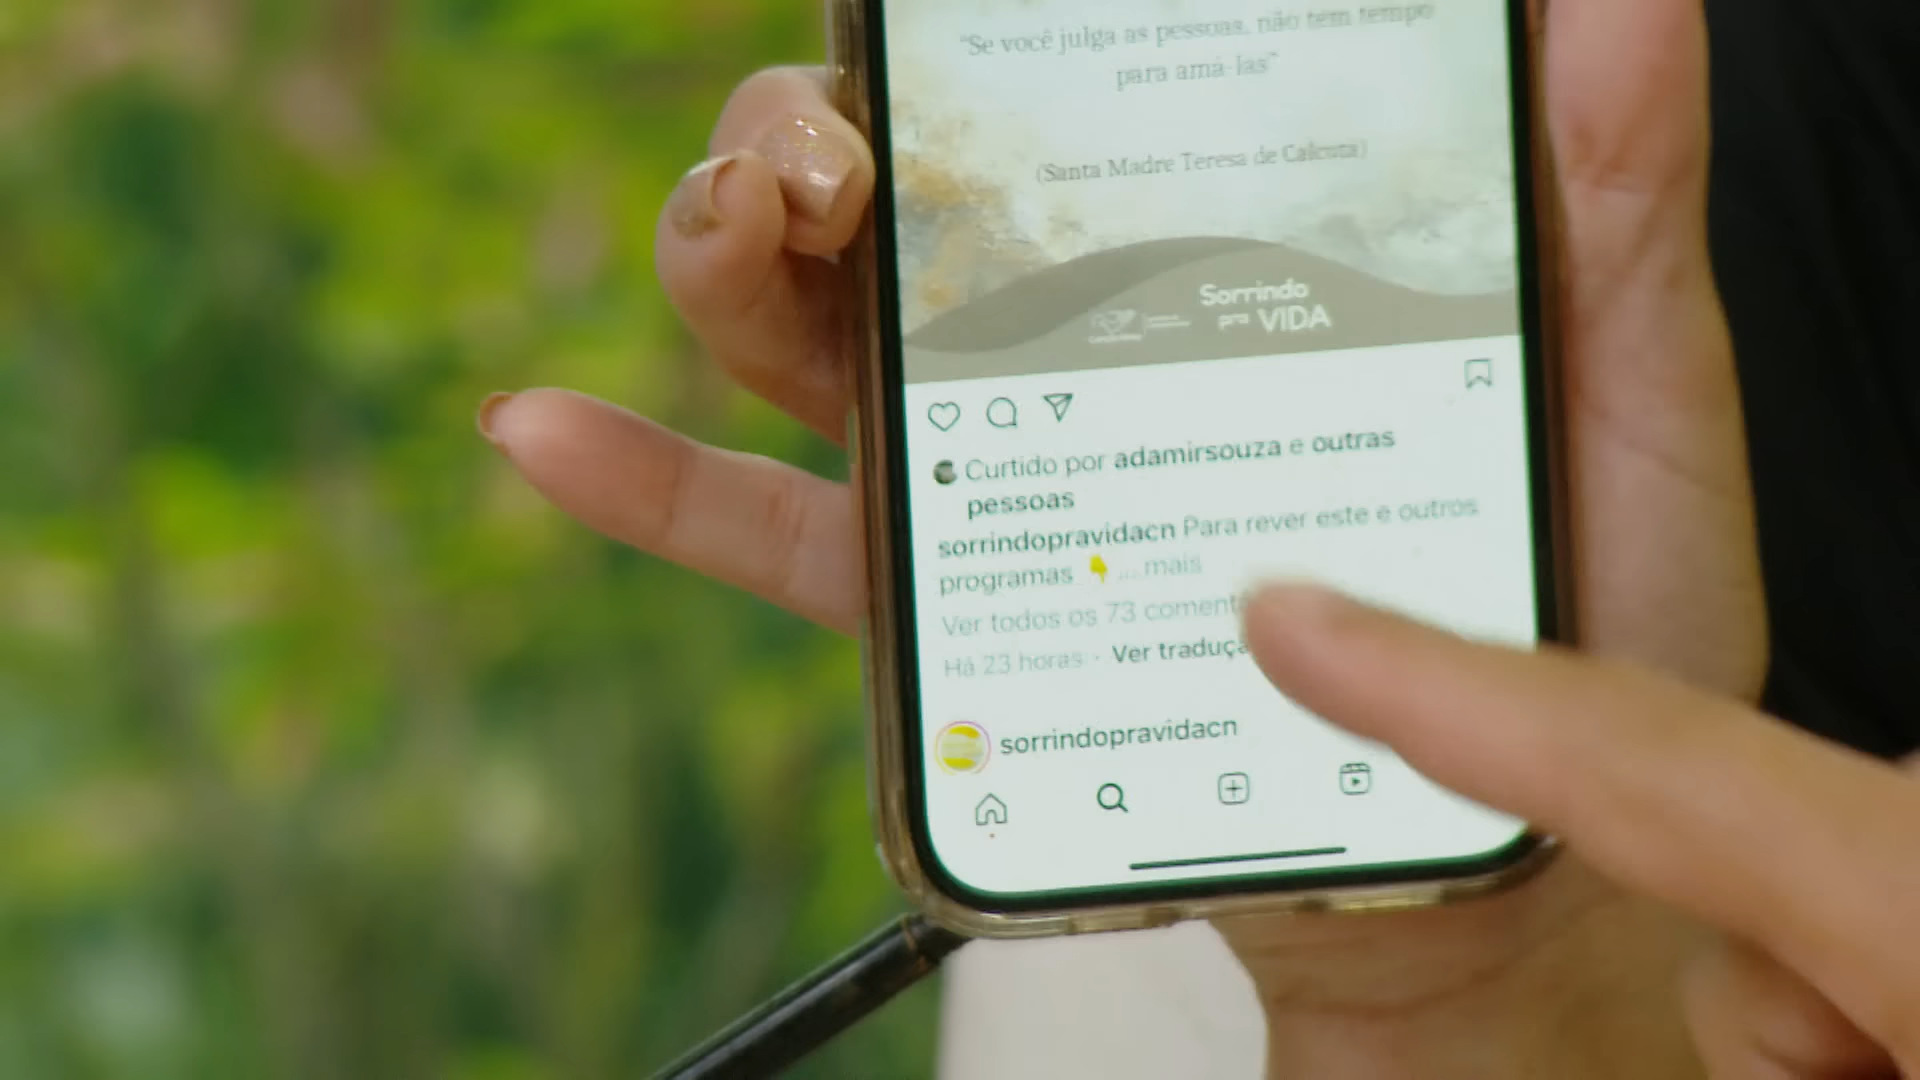 "Se você julga as pessoas, não tem tempo
para amá-las"
(Santa Madre Teresa de Calcuta)
Sorrindo
pra VIDA
Curtido por adamirsouza e outras
pessoas
sorrindopravidacn Para rever este e outros
programas 👇 ... mais
Ver todos os 73 coment
Há 23 horas · Ver traduçã
sorrindopravidacn